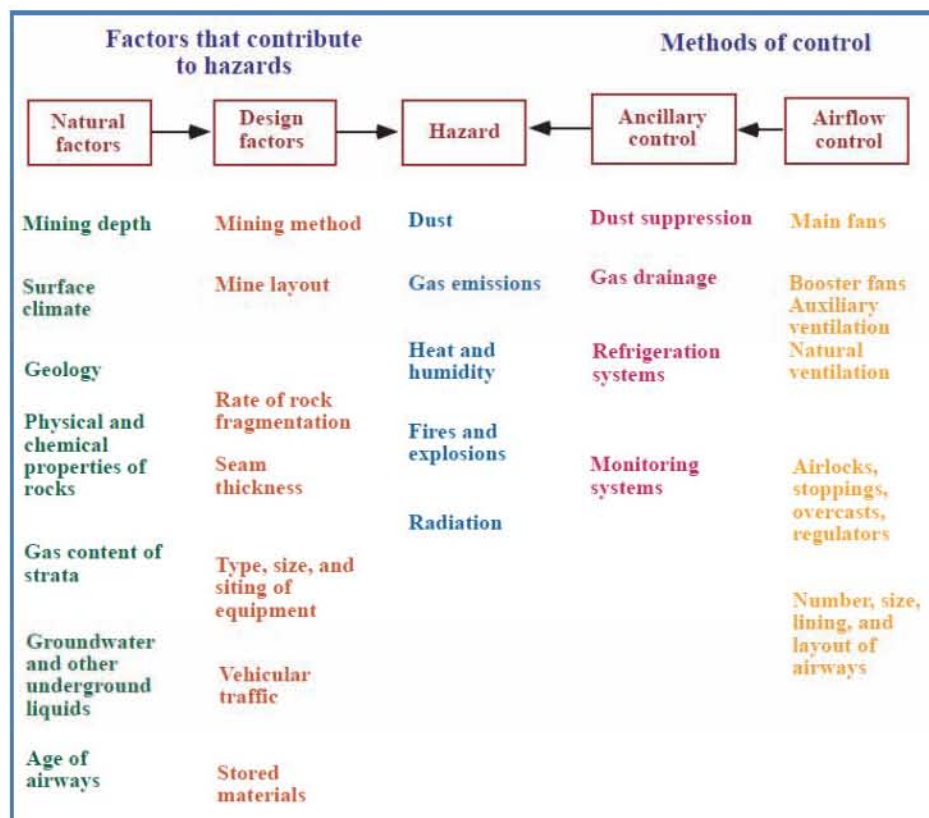 Factors that contribute
to hazards
Methods of control
Natural
factors
Design
factors
Hazard
Ancillary
control
Airflow
control
Mining depth
Surface
climate
Geology
Physical and
chemical
properties of
rocks
Gas content of
strata
Groundwater
and other
underground
liquids
Age of
airways
Mining method
Mine layout
Rate of rock
fragmentation
Seam
thickness
Type, size, and
siting of
equipment
Vehicular
traffic
Stored
materials
Dust
Gas emissions
Heat and
humidity
Fires and
explosions
Radiation
Dust suppression
Gas drainage
Refrigeration
systems
Monitoring
systems
Main fans
Booster fans
Auxiliary
ventilation
Natural
ventilation
Airlocks,
stoppings,
overcasts,
regulators
Number, size,
lining, and
layout of
airways